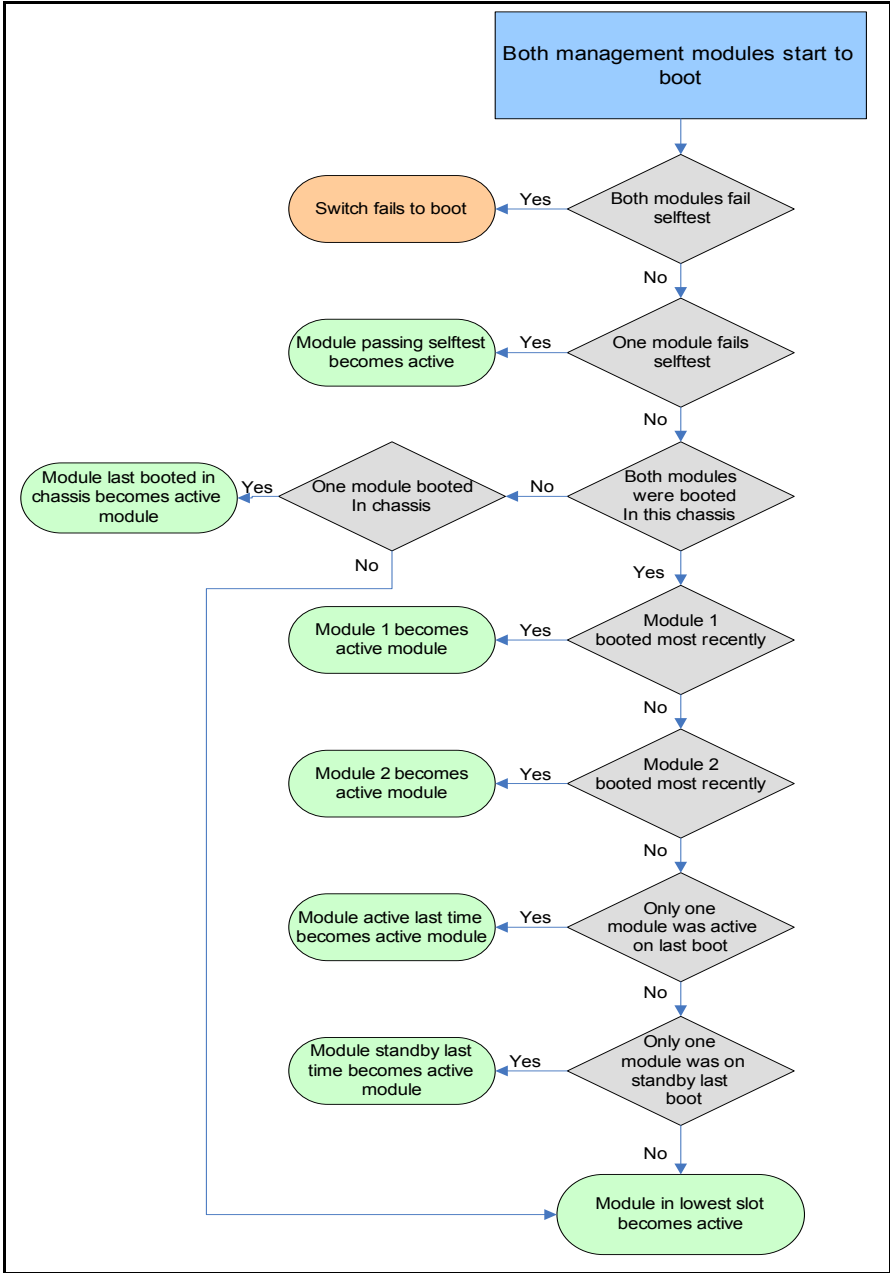 Both management modules start to
boot
Both modules fail
selftest
Yes
Switch fails to boot
No
One module fails
selftest
Yes
Module passing selftest
becomes active
No
Both modules
were booted
In this chassis
No
One module booted
In chassis
Yes
Module last booted in
chassis becomes active
module
No
Yes
Module 1
booted most recently
Yes
Module 1 becomes
active module
No
Module 2
booted most recently
Yes
Module 2 becomes
active module
No
Only one
module was active
on last boot
Yes
Module active last time
becomes active module
No
Only one
module was on
standby last
boot
Yes
Module standby last
time becomes active
module
No
Module in lowest slot
becomes active